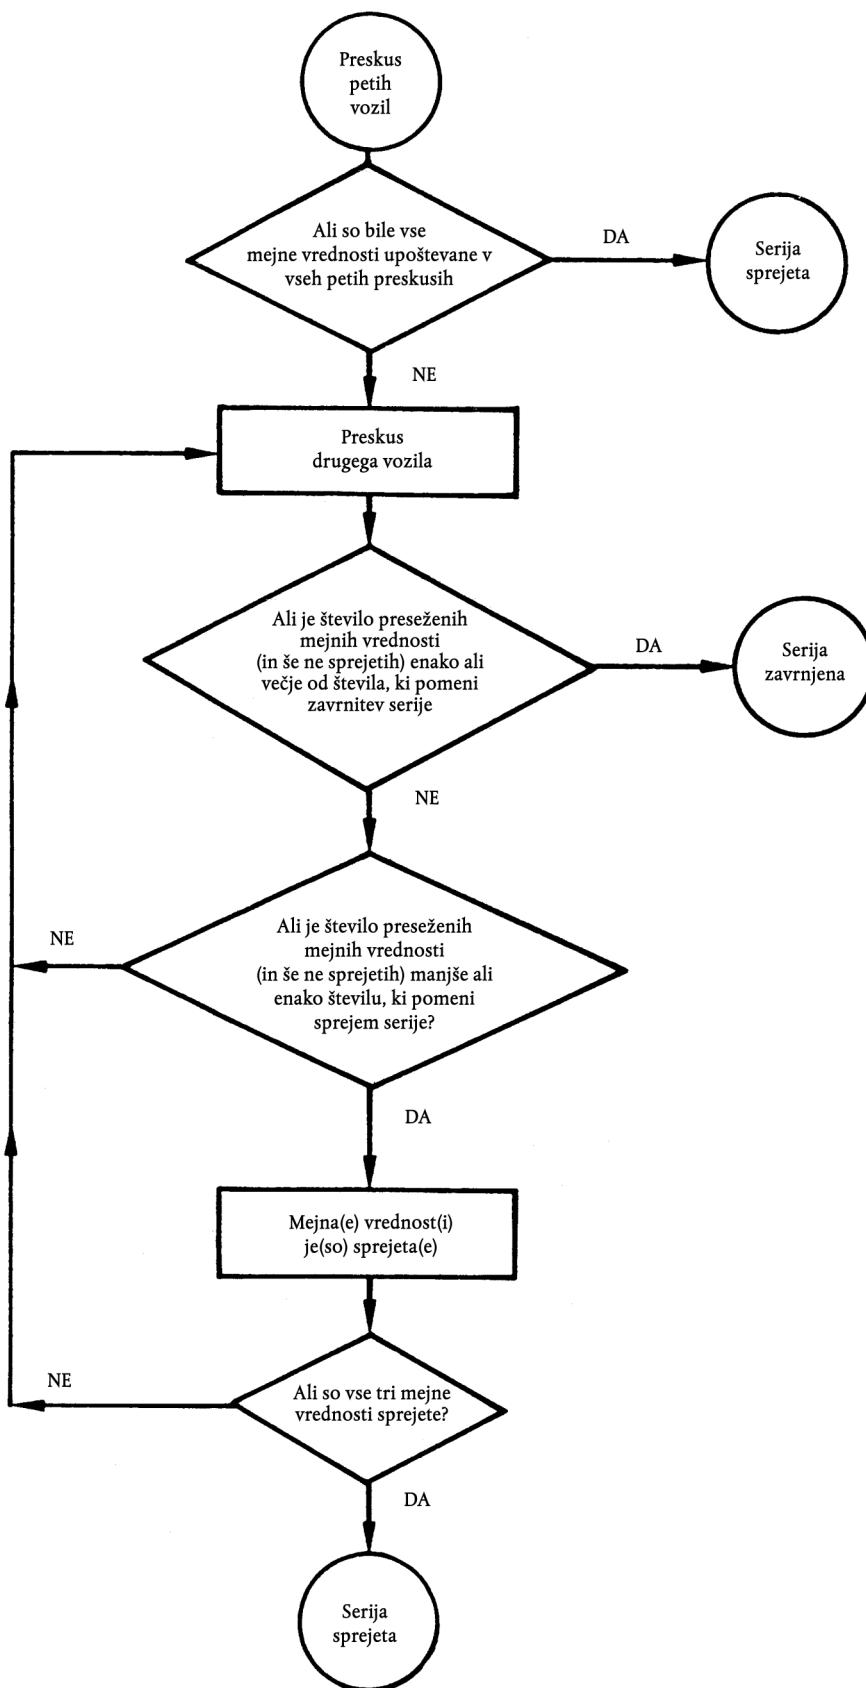 Preskus
petih
vozil
Ali so bile vse
mejne vrednosti upoštevane v
vseh petih preskusih
DA
Serija
sprejeta
NE
Preskus
drugega vozila
Ali je število preseženih
mejnih vrednosti
(in še ne sprejetih) enako ali
večje od števila, ki pomeni
zavrnitev serije
DA
Serija
zavrnjena
NE
Ali je število preseženih
mejnih vrednosti
(in še ne sprejetih) manjše ali
enako številu, ki pomeni
sprejem serije?
NE
DA
Mejna(e) vrednost(i)
je(so) sprejeta(e)
Ali so vse tri mejne
vrednosti sprejete?
NE
DA
Serija
sprejeta